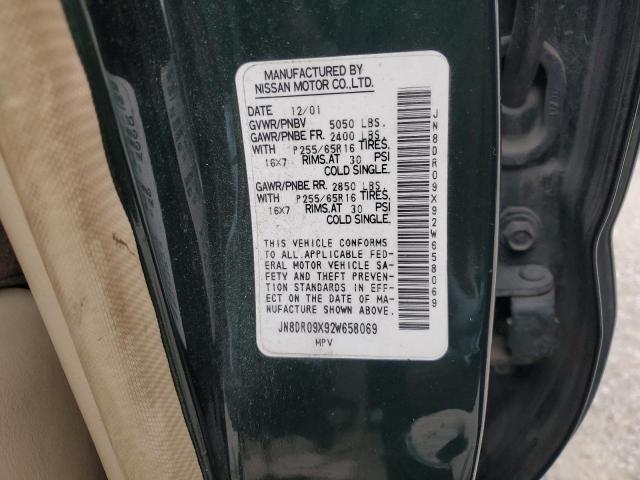 MANUFACTURED BY
NISSAN MOTOR CO.,LTD.
DATE 12/01
GVWR/PNBV 5050 LBS.
GAWR/PNBE FR. 2400 LBS.
WITH P255/65R16 TIRES,
16X7 RIMS.AT 30 PSI
COLD SINGLE.
GAWR/PNBE RR. 2850 LBS.
WITH P255/65R16 TIRES,
16X7 RIMS.AT 30 PSI
COLD SINGLE.
THIS VEHICLE CONFORMS
TO ALL APPLICABLE FED-
ERAL MOTOR VEHICLE SA-
FETY AND THEFT PREVEN-
TION STANDARDS IN EFF-
ECT ON THE DATE OF MA-
NUFACTURE SHOWN ABOVE.
JN8DR09X92W658069
MPV
JN8DR09X92W658069